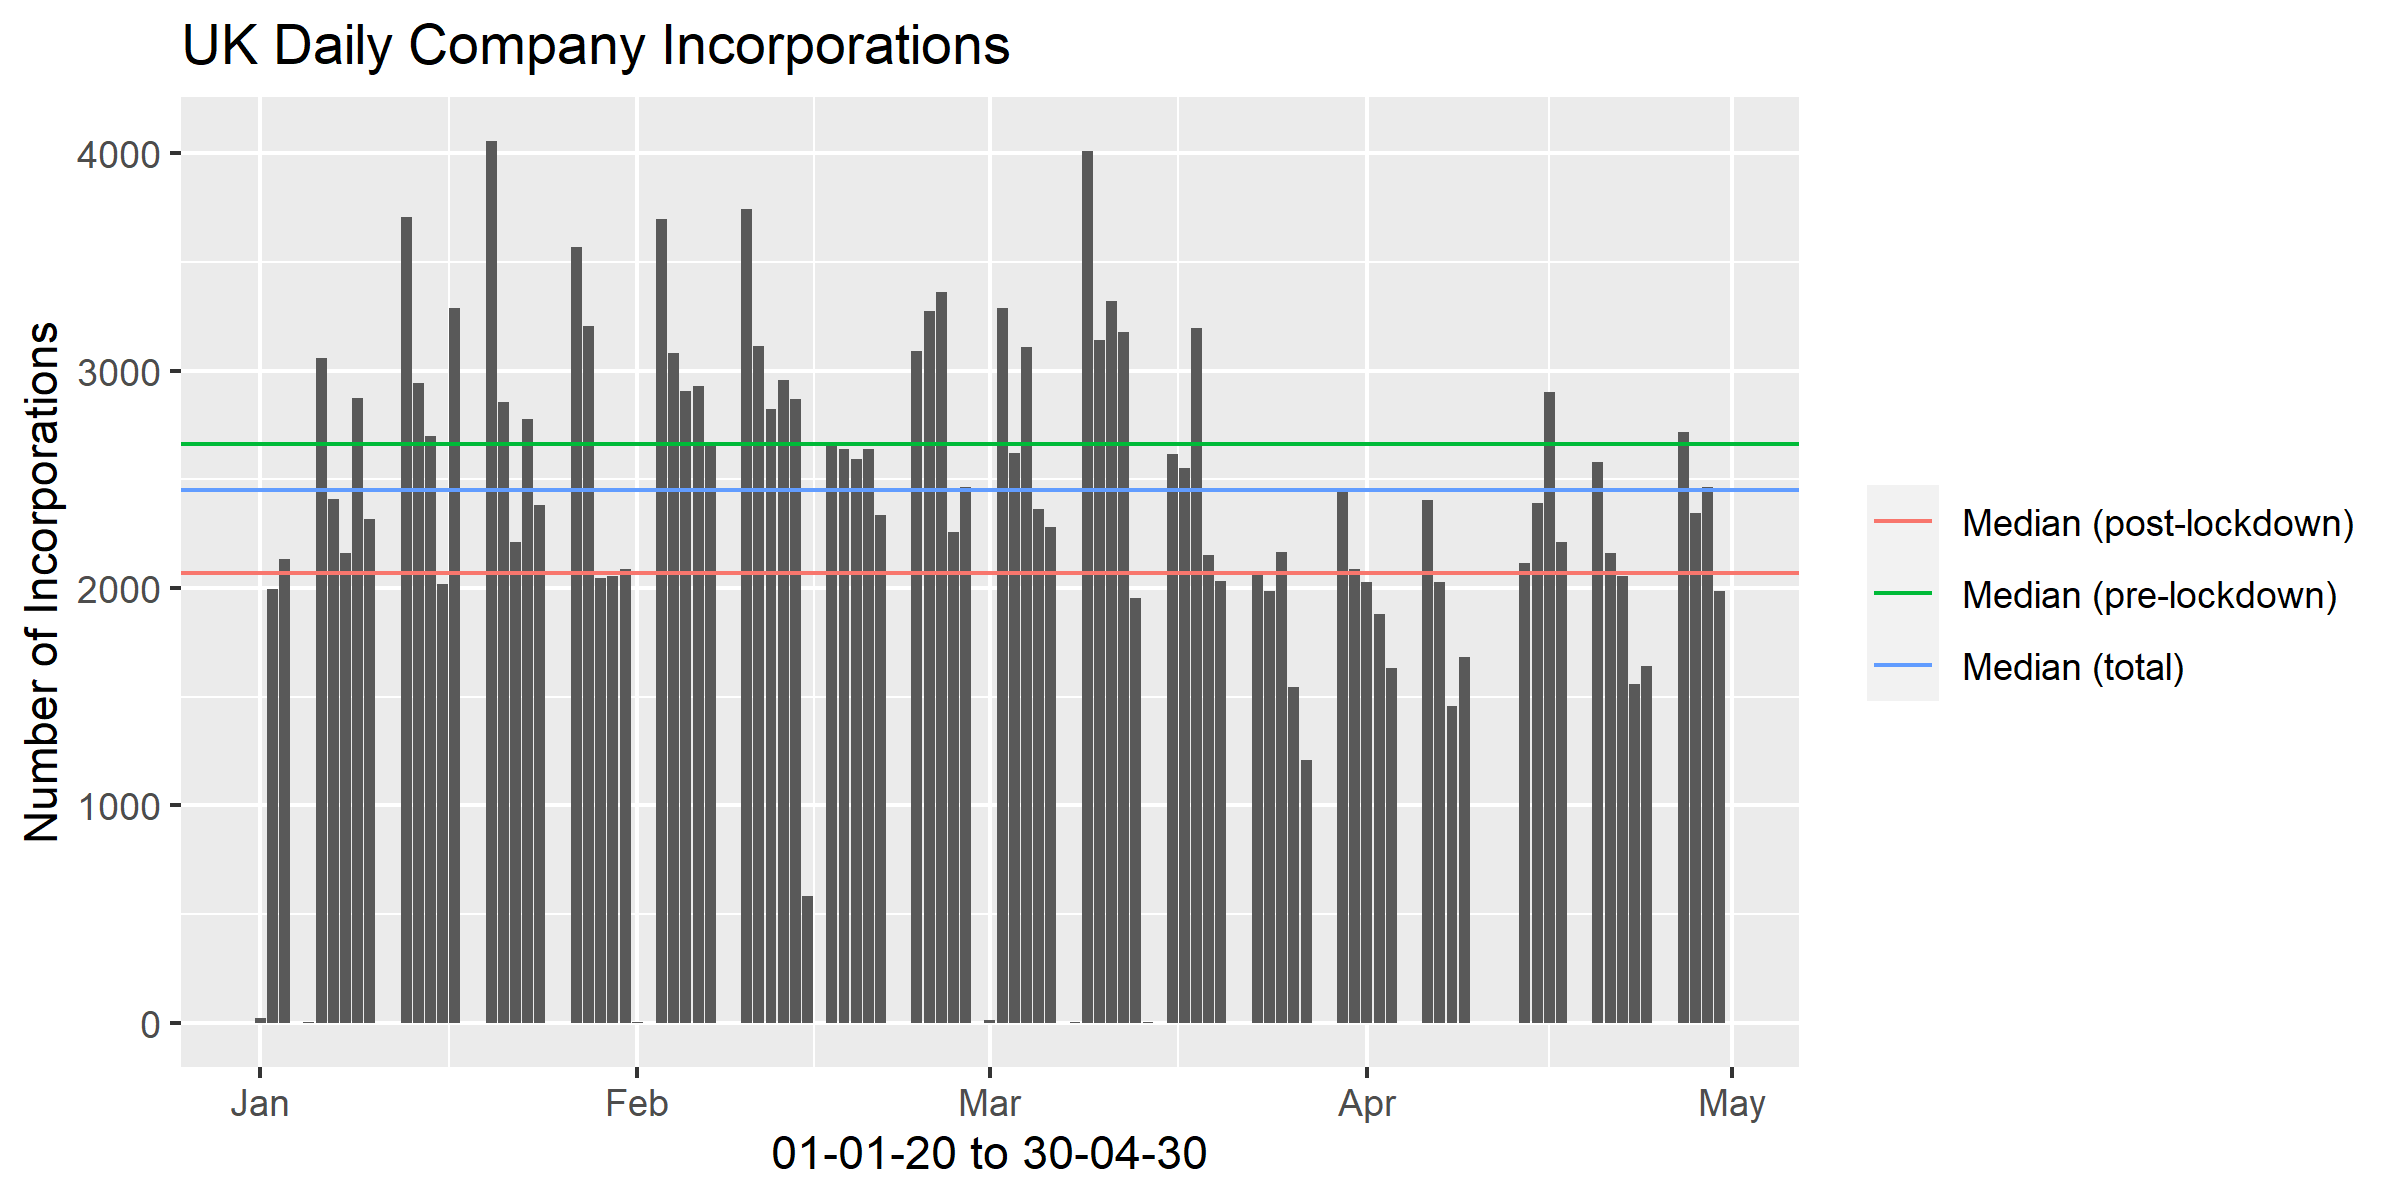 UK Daily Company Incorporations
Number of Incorporations
4000
3000
2000
1000
0
Jan Feb Mar Apr May
01-01-20 to 30-04-30
Median (post-lockdown)
Median (pre-lockdown)
Median (total)